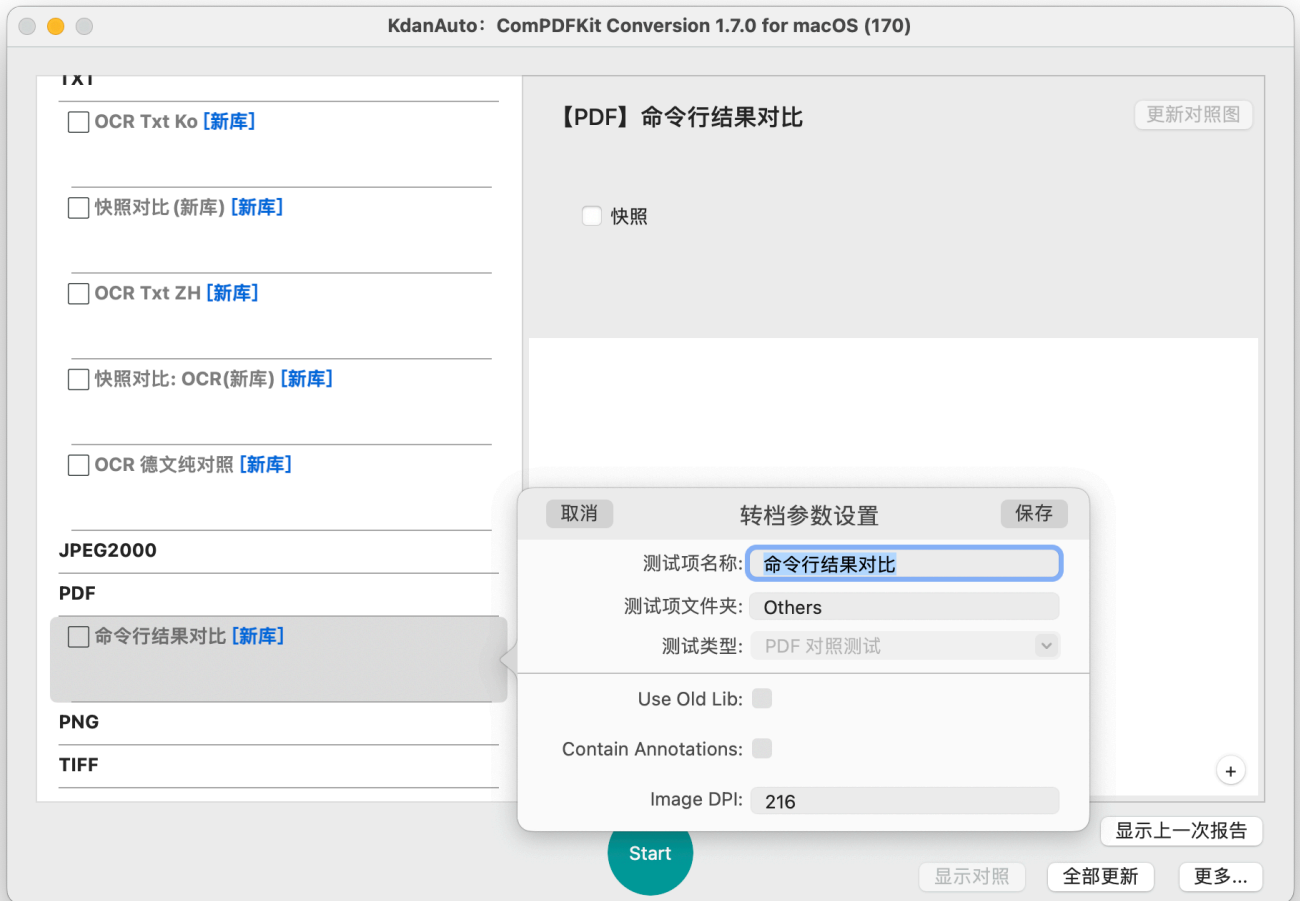 KdanAuto：ComPDFKit Conversion 1.7.0 for macOS (170)
TXT
OCR Txt Ko [新库]
快照对比 (新库) [新库]
OCR Txt ZH [新库]
快照对比: OCR(新库) [新库]
OCR 德文纯对照 [新库]
JPEG2000
PDF
命令行结果对比 [新库]
PNG
TIFF
【PDF】命令行结果对比
更新对照图
快照
取消
转档参数设置
保存
测试项名称:
命令行结果对比
测试项文件夹:
Others
测试类型:
PDF 对照测试
Use Old Lib:
Contain Annotations:
Image DPI:
216
+
Start
显示上一次报告
显示对照
全部更新
更多...